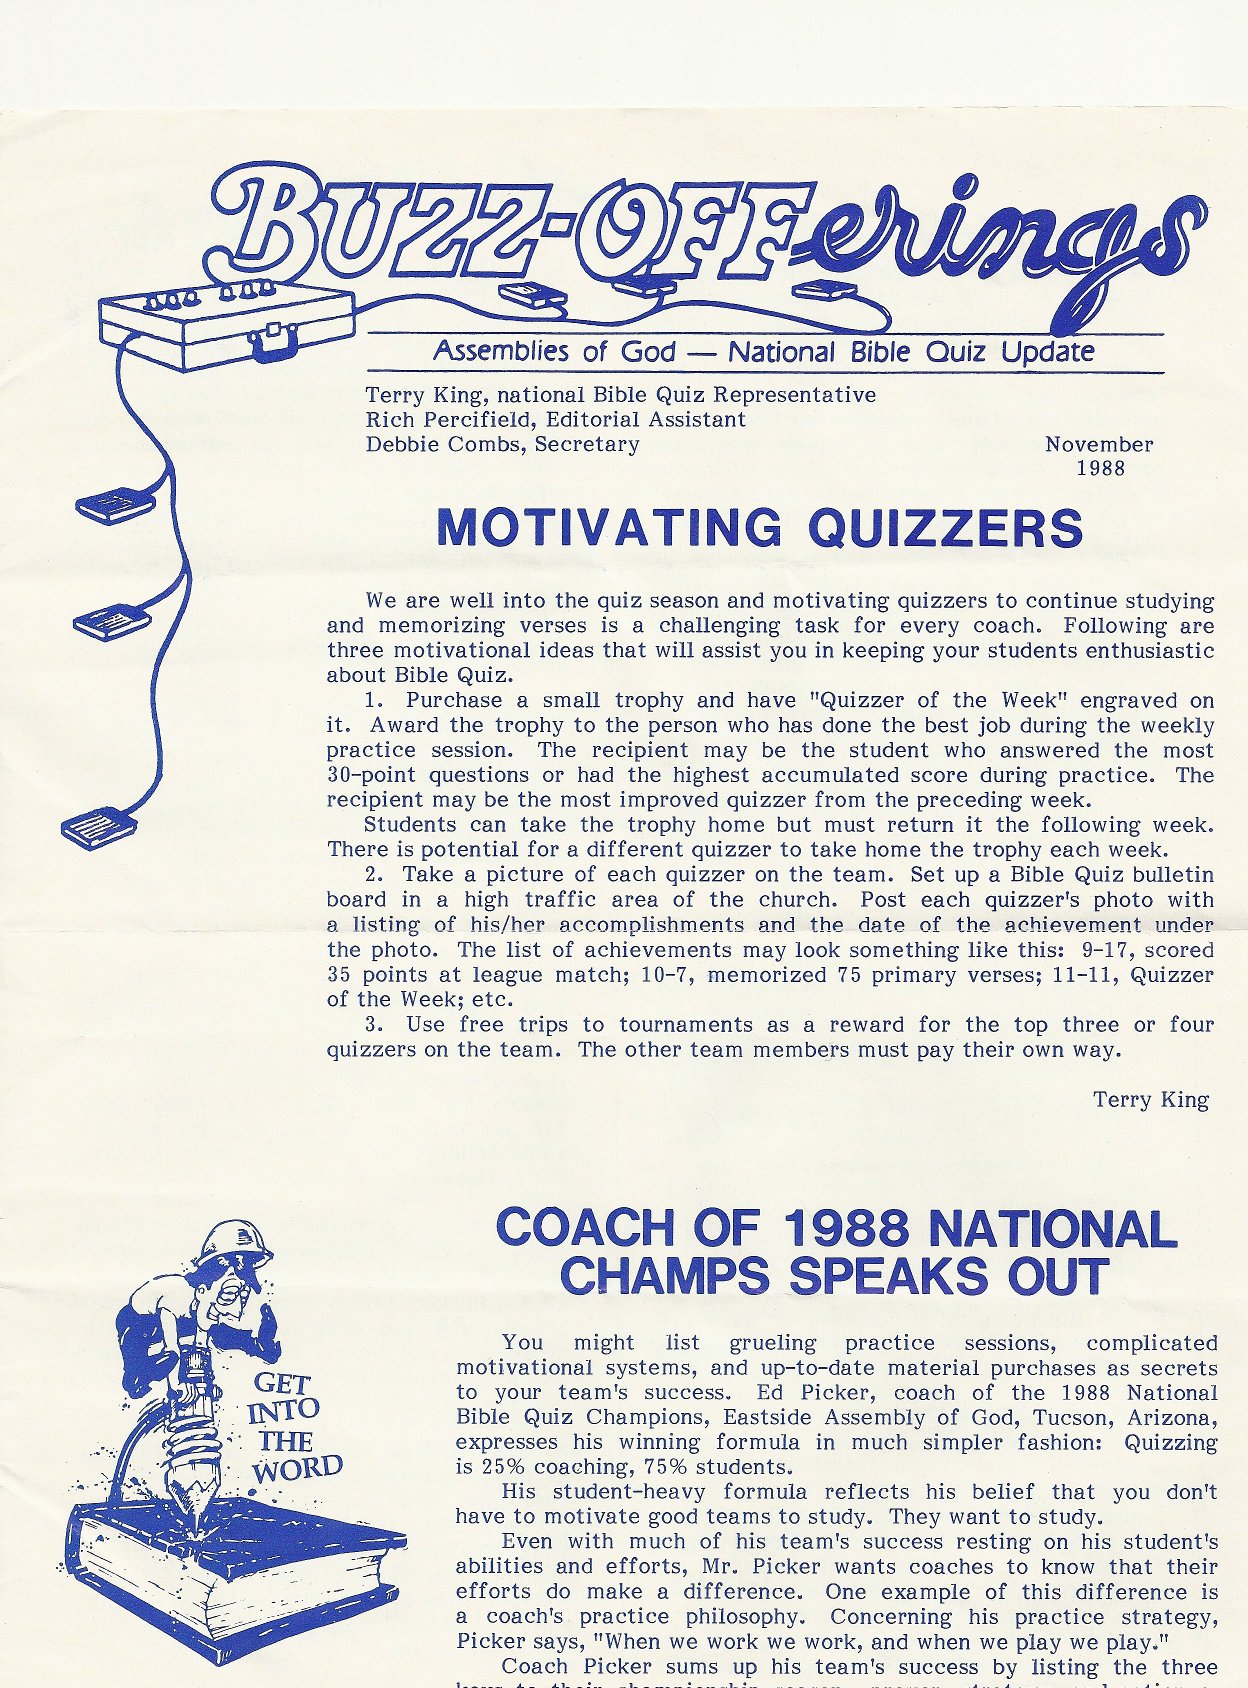 BUZZ-OFFerings
Assemblies of God — National Bible Quiz Update
Terry King, national Bible Quiz Representative
Rich Percifield, Editorial Assistant
Debbie Combs, Secretary
November
1988
MOTIVATING QUIZZERS
We are well into the quiz season and motivating quizzers to continue studying
and memorizing verses is a challenging task for every coach. Following are
three motivational ideas that will assist you in keeping your students enthusiastic
about Bible Quiz.
1. Purchase a small trophy and have "Quizzer of the Week" engraved on
it. Award the trophy to the person who has done the best job during the weekly
practice session. The recipient may be the student who answered the most
30-point questions or had the highest accumulated score during practice. The
recipient may be the most improved quizzer from the preceding week.
Students can take the trophy home but must return it the following week.
There is potential for a different quizzer to take home the trophy each week.
2. Take a picture of each quizzer on the team. Set up a Bible Quiz bulletin
board in a high traffic area of the church. Post each quizzer's photo with
a listing of his/her accomplishments and the date of the achievement under
the photo. The list of achievements may look something like this: 9-17, scored
35 points at league match; 10-7, memorized 75 primary verses; 11-11, Quizzer
of the Week; etc.
3. Use free trips to tournaments as a reward for the top three or four
quizzers on the team. The other team members must pay their own way.
Terry King
COACH OF 1988 NATIONAL
CHAMPS SPEAKS OUT
GET
INTO
THE
WORD
You might list grueling practice sessions, complicated
motivational systems, and up-to-date material purchases as secrets
to your team's success. Ed Picker, coach of the 1988 National
Bible Quiz Champions, Eastside Assembly of God, Tucson, Arizona,
expresses his winning formula in much simpler fashion: Quizzing
is 25% coaching, 75% students.
His student-heavy formula reflects his belief that you don't
have to motivate good teams to study. They want to study.
Even with much of his team's success resting on his student's
abilities and efforts, Mr. Picker wants coaches to know that their
efforts do make a difference. One example of this difference is
a coach's practice philosophy. Concerning his practice strategy,
Picker says, "When we work we work, and when we play we play."
Coach Picker sums up his team's success by listing the three